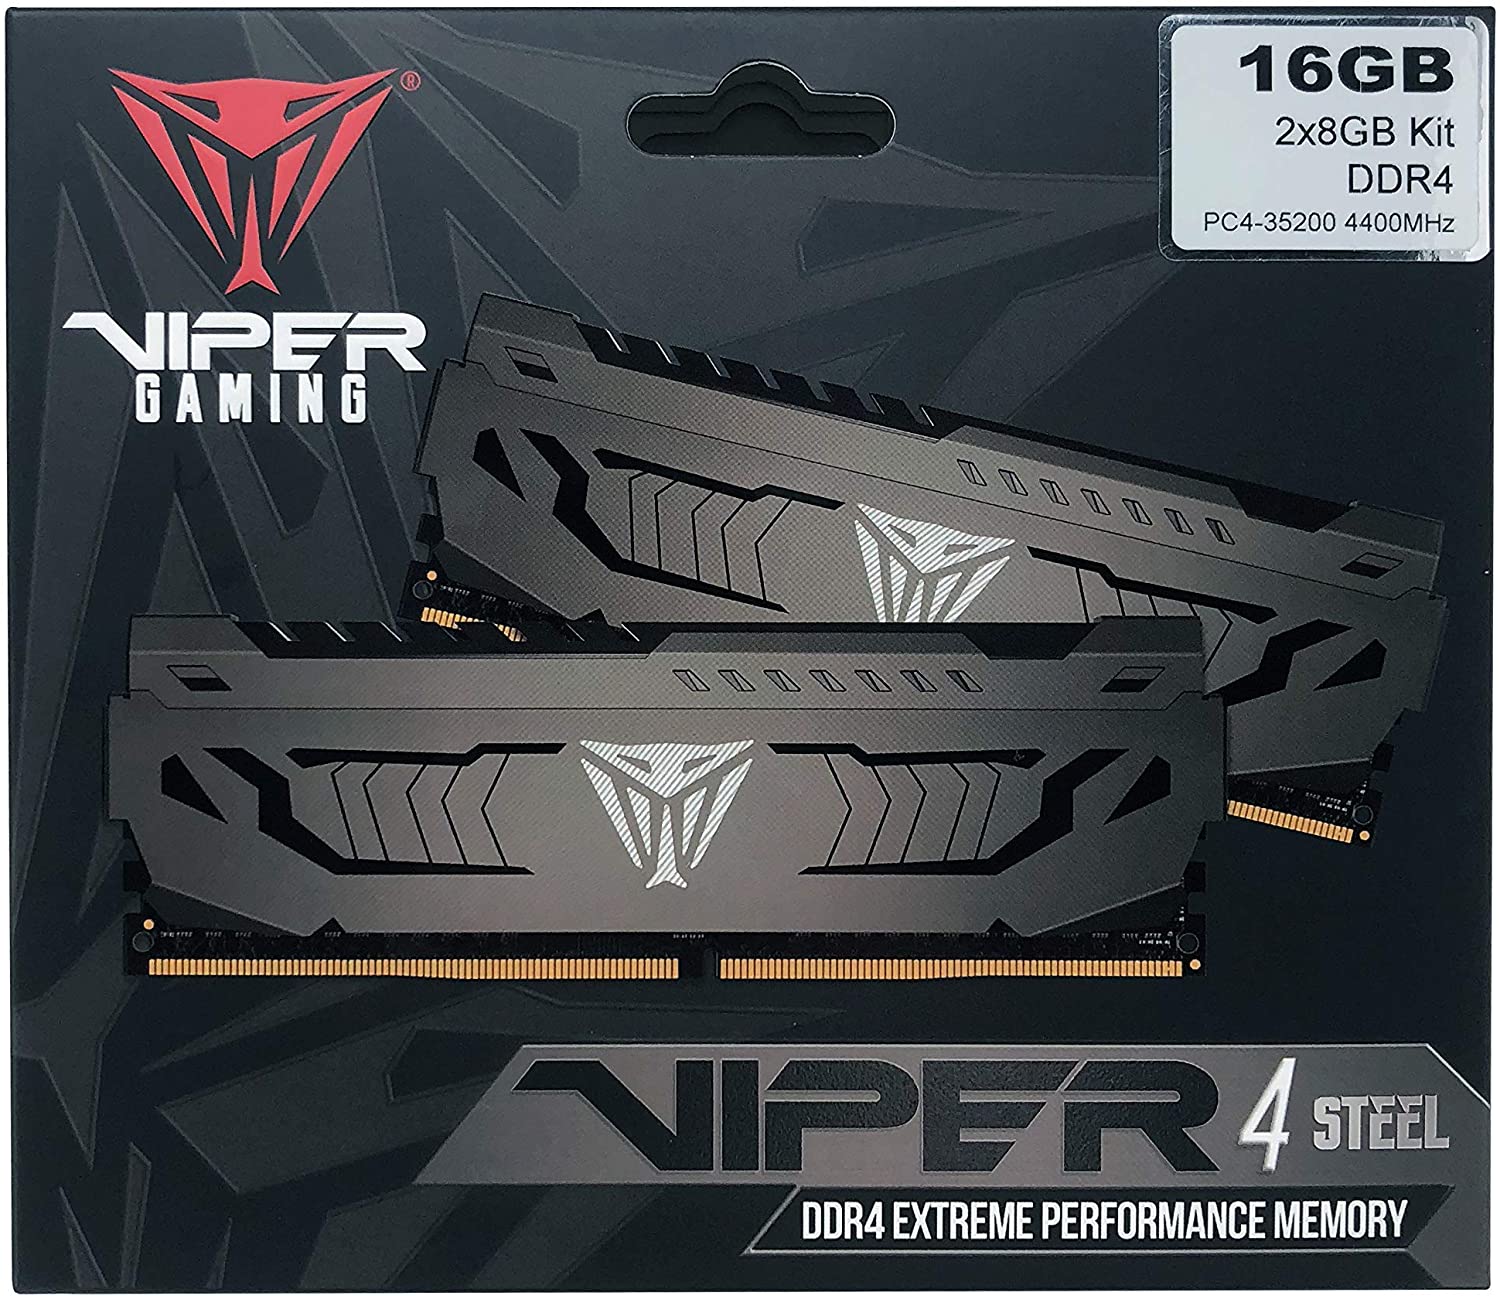 ®
VIPER
GAMING
16GB
2x8GB Kit
DDR4
PC4-35200 4400MHz
VIPER 4 STEEL
DDR4 EXTREME PERFORMANCE MEMORY